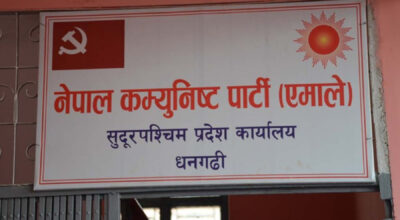 नेपाल कम्युनिष्ट पार्टी (एमाले)
सुदूरपश्चिम प्रदेश कार्यालय
धनगढी